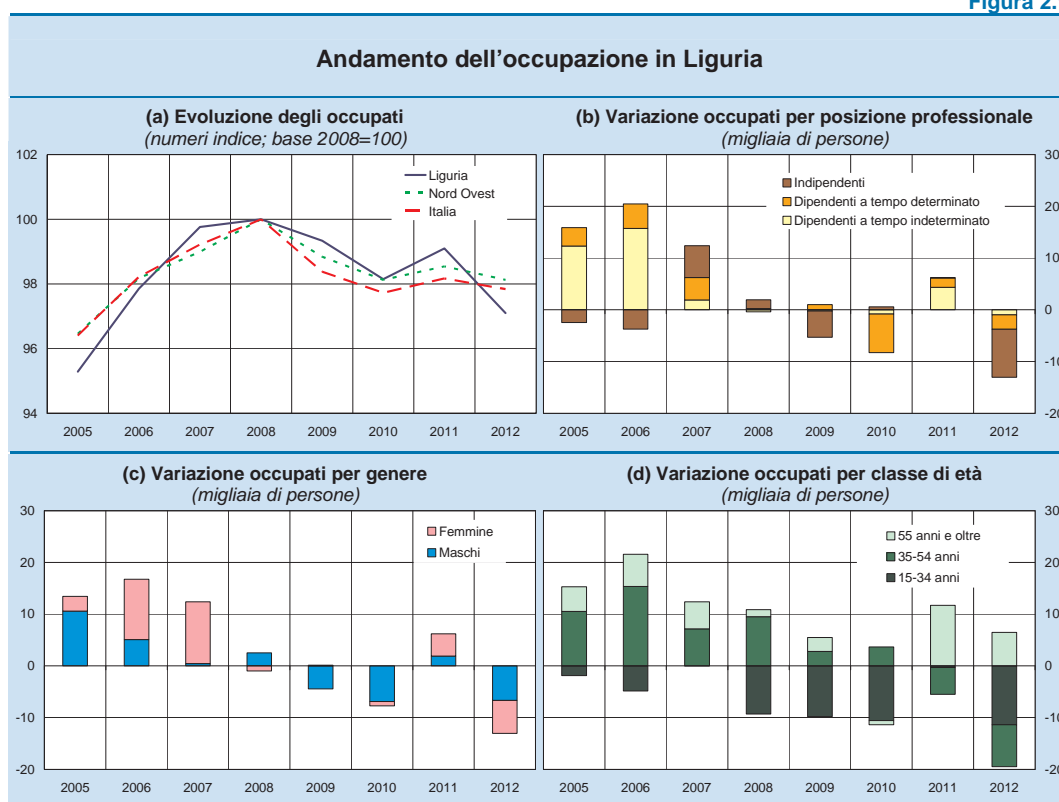 Figura 2.
Andamento dell'occupazione in Liguria
(a) Evoluzione degli occupati
(numeri indice; base 2008=100)
102
100
98
96
94
Liguria
Nord Ovest
Italia
2005 2006 2007 2008 2009 2010 2011 2012
(b) Variazione occupati per posizione professionale
(migliaia di persone)
Indipendenti
Dipendenti a tempo determinato
Dipendenti a tempo indeterminato
30
20
10
0
-10
-20
2005 2006 2007 2008 2009 2010 2011 2012
(c) Variazione occupati per genere
(migliaia di persone)
30
20
10
0
-10
-20
Femmine
Maschi
2005 2006 2007 2008 2009 2010 2011 2012
(d) Variazione occupati per classe di età
(migliaia di persone)
55 anni e oltre
35-54 anni
15-34 anni
30
20
10
0
-10
-20
2005 2006 2007 2008 2009 2010 2011 2012